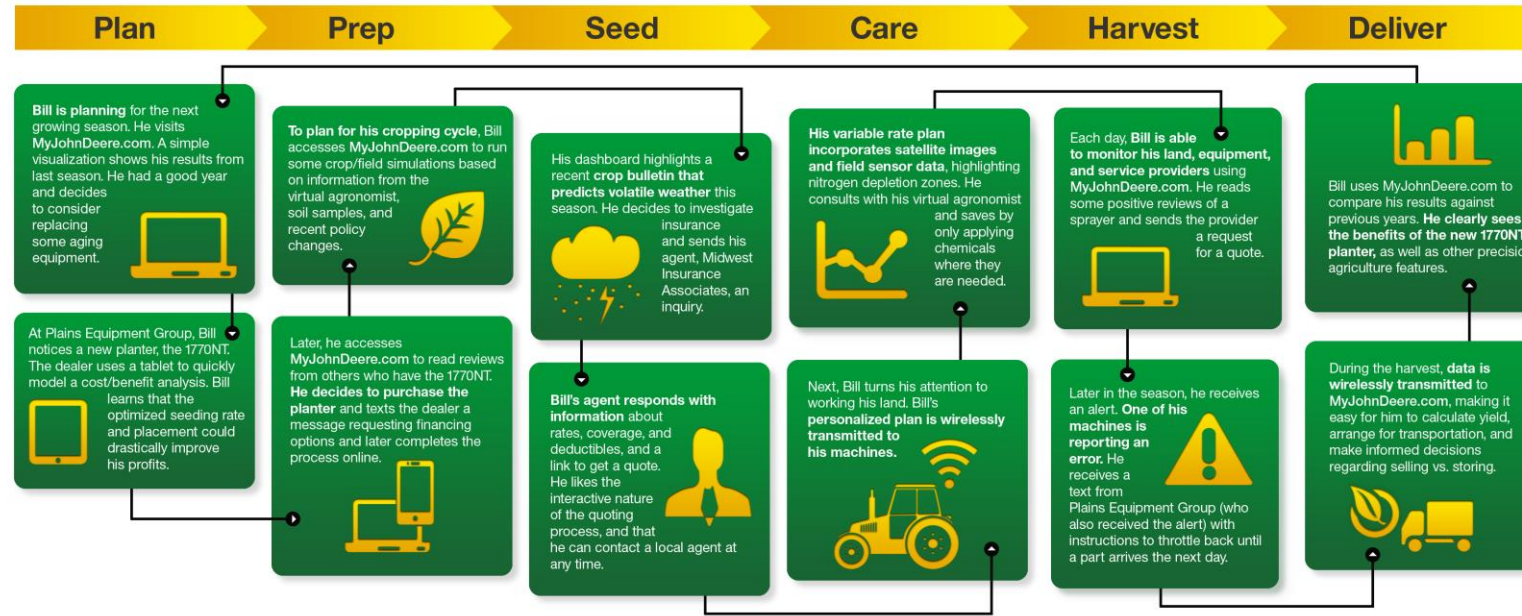 Plan
Prep
Seed
Care
Harvest
Deliver
Bill is planning for the next
growing season. He visits
MyJohnDeere.com. A simple
visualization shows his results from
last season. He had a good year
and decides
to consider
replacing
some aging
equipment.
At Plains Equipment Group, Bill
notices a new planter, the 1770NT.
The dealer uses a tablet to quickly
model a cost/benefit analysis. Bill
learns that the
optimized seeding rate
and placement could
drastically improve
his profits.
To plan for his cropping cycle, Bill
accesses MyJohnDeere.com to run
some crop/field simulations based
on information from the
virtual agronomist,
soil samples, and
recent policy
changes.
Later, he accesses
MyJohnDeere.com to read reviews
from others who have the 1770NT.
He decides to purchase the
planter and texts the dealer a
message requesting financing
options and later completes the
process online.
His dashboard highlights a
recent crop bulletin that
predicts volatile weather this
season. He decides to investigate
insurance
and sends his
agent, Midwest
Insurance
Associates, an
inquiry.
Bill's agent responds with
information about
rates, coverage, and
deductibles, and a
link to get a quote.
He likes the
interactive nature
of the quoting
process, and that
he can contact a local agent at
any time.
His variable rate plan
incorporates satellite images
and field sensor data, highlighting
nitrogen depletion zones. He
consults with his virtual agronomist
and saves by
only applying
chemicals
where they
are needed.
Next, Bill turns his attention to
working his land. Bill's
personalized plan is wirelessly
transmitted to
his machines.
Each day, Bill is able
to monitor his land, equipment,
and service providers using
MyJohnDeere.com. He reads
some positive reviews of a
sprayer and sends the provider
a request
for a quote.
Later in the season, he receives
an alert. One of his
machines is
reporting an
error. He
receives a
text from
Plains Equipment Group (who
also received the alert) with
instructions to throttle back until
a part arrives the next day.
Bill uses MyJohnDeere.com to
compare his results against
previous years. He clearly sees
the benefits of the new 1770NT
planter, as well as other precisio
agriculture features.
During the harvest, data is
wirelessly transmitted to
MyJohnDeere.com, making it
easy for him to calculate yield,
arrange for transportation, and
make informed decisions
regarding selling vs. storing.